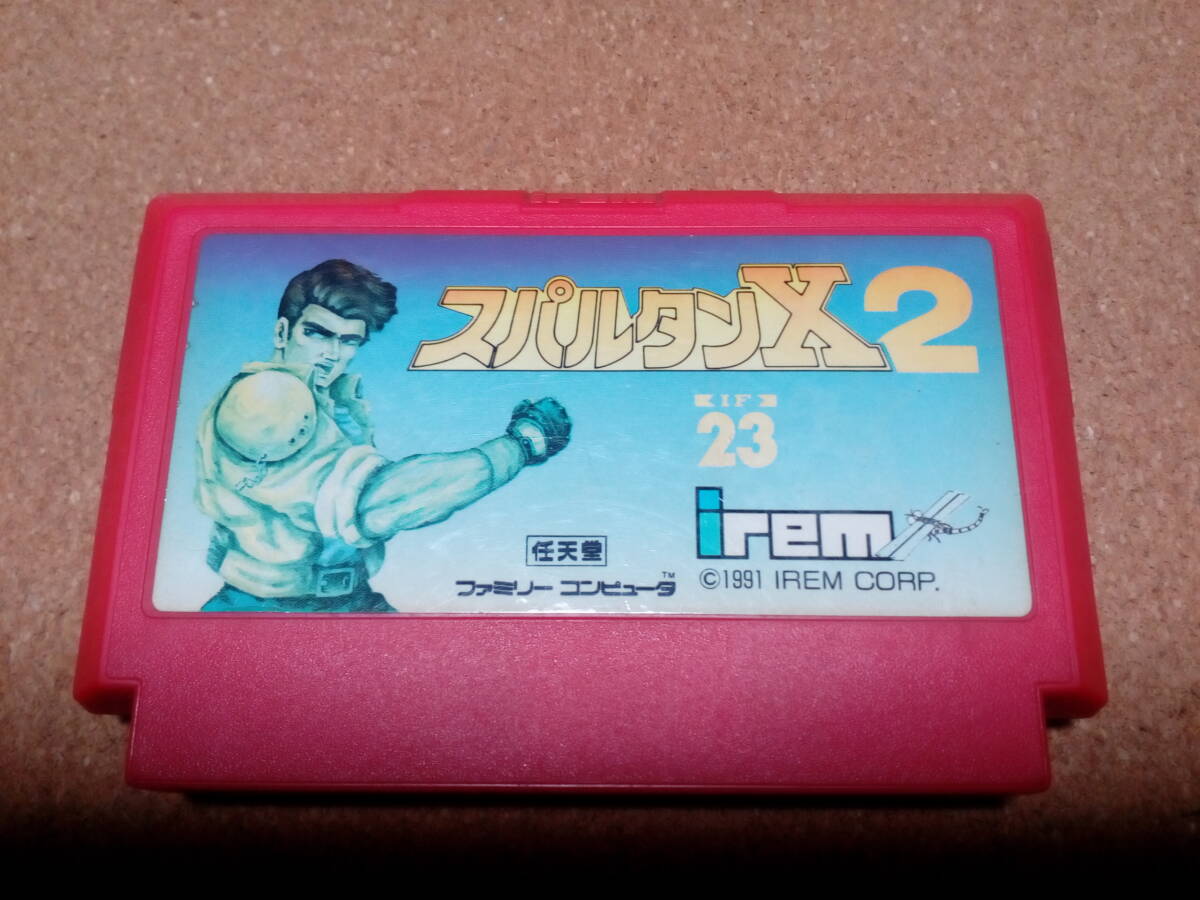 irem
スパルタンX2
IF
23
irem
任天堂
ファミリーコンピュータ™
©1991 IREM CORP.